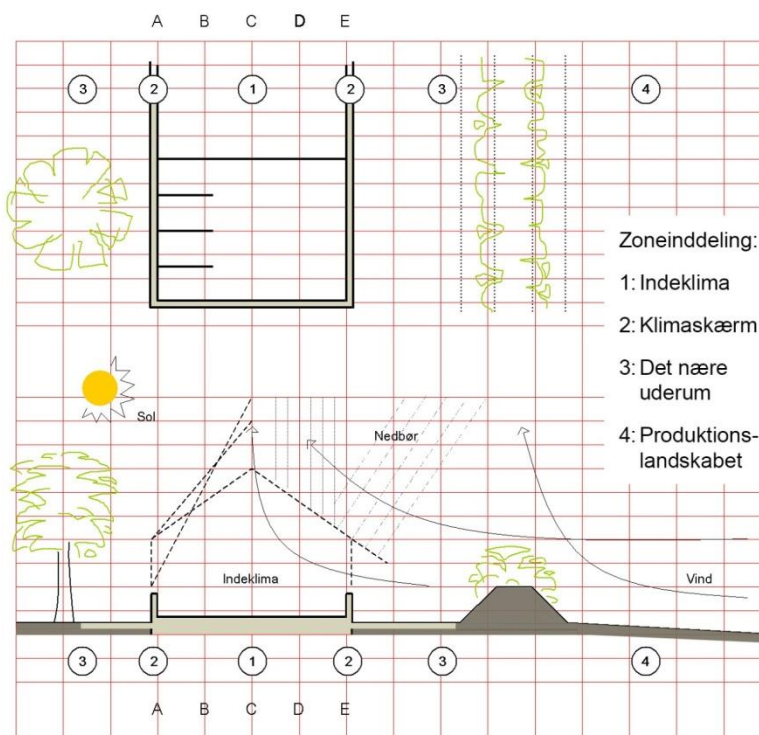 A B C D E
3 2 1 2 3 4
Zoneinddeling:
1: Indeklima
2: Klimaskærm
3: Det nære
uderum
4: Produktions-
landskabet
Sol
Nedbør
Indeklima
Vind
3 2 1 2 3 4
A B C D E